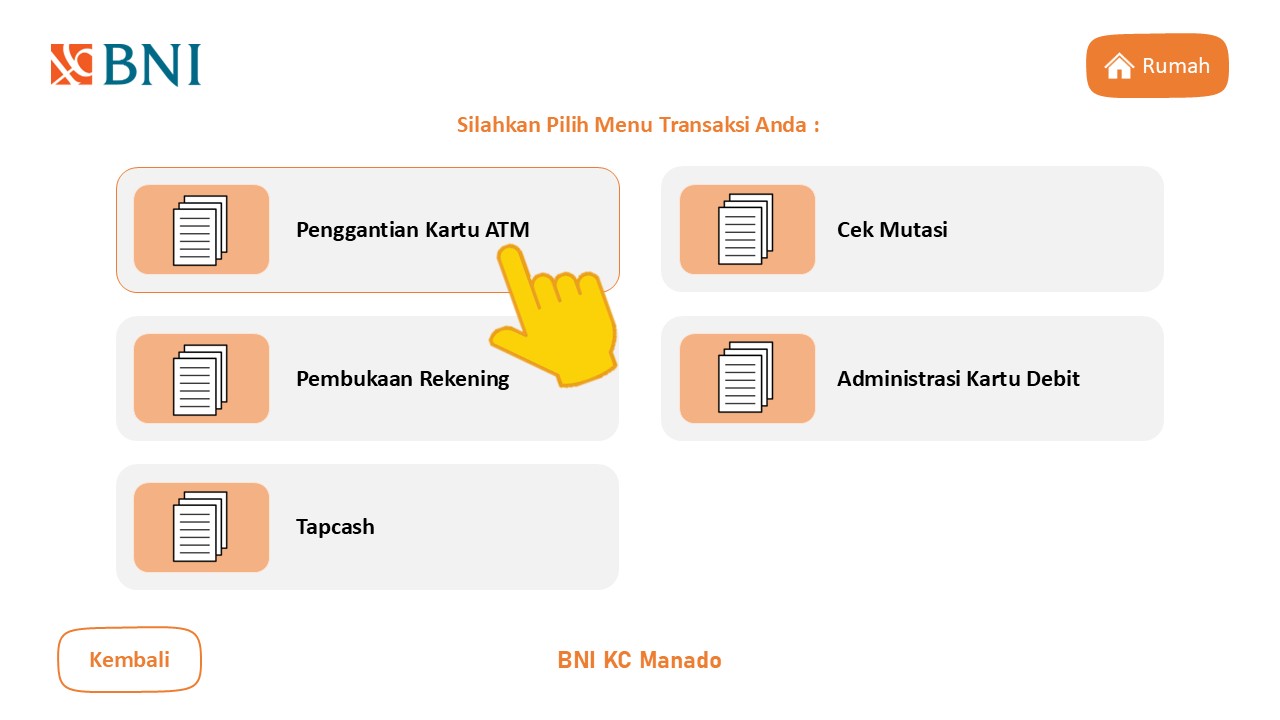 BNI
Rumah
Silahkan Pilih Menu Transaksi Anda :
Penggantian Kartu ATM
Cek Mutasi
Pembukaan Rekening
Administrasi Kartu Debit
Tapcash
Kembali
BNI KC Manado